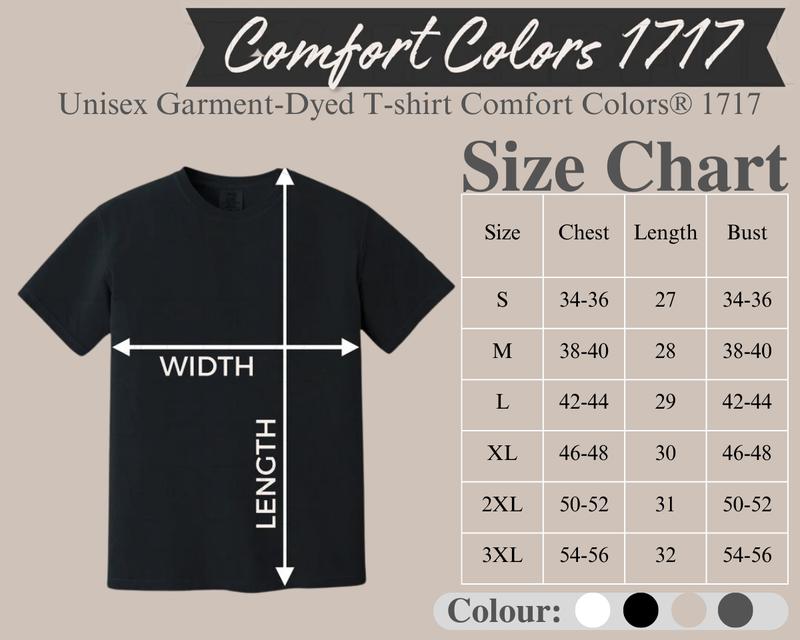 Comfort Colors 1717
Unisex Garment-Dyed T-shirt Comfort Colors® 1717
Size Chart
Size Chest Length Bust
S 34-36 27 34-36
M 38-40 28 38-40
L 42-44 29 42-44
XL 46-48 30 46-48
2XL 50-52 31 50-52
3XL 54-56 32 54-56
WIDTH
LENGTH
Colour: